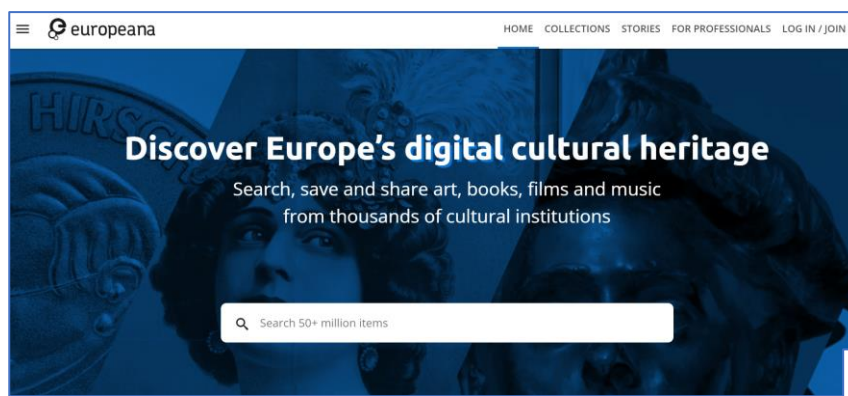 europeana
HOME COLLECTIONS STORIES FOR PROFESSIONALS LOG IN / JOIN
HIRSCH
Discover Europe's digital cultural heritage
Search, save and share art, books, films and music
from thousands of cultural institutions
Search 50+ million items